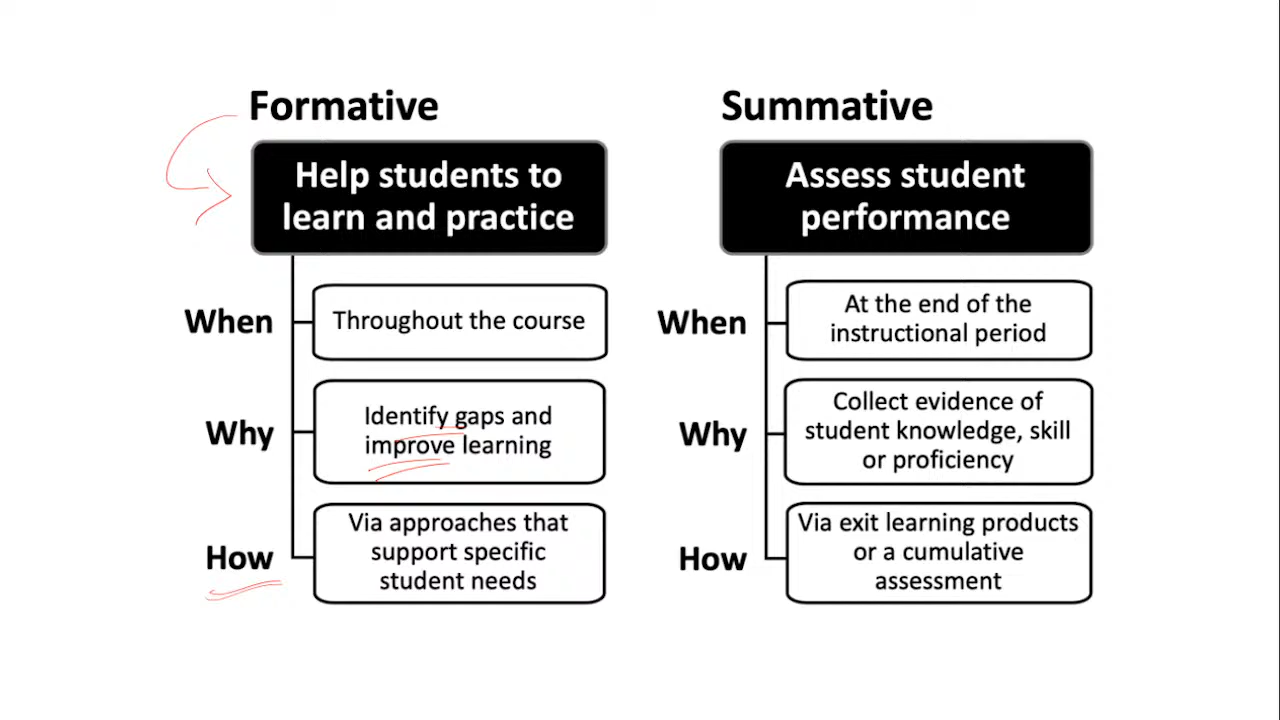 Formative
Help students to
learn and practice
When
Throughout the course
Why
Identify gaps and
improve learning
How
Via approaches that
support specific
student needs
Summative
Assess student
performance
When
At the end of the
instructional period
Why
Collect evidence of
student knowledge, skill
or proficiency
How
Via exit learning products
or a cumulative
assessment